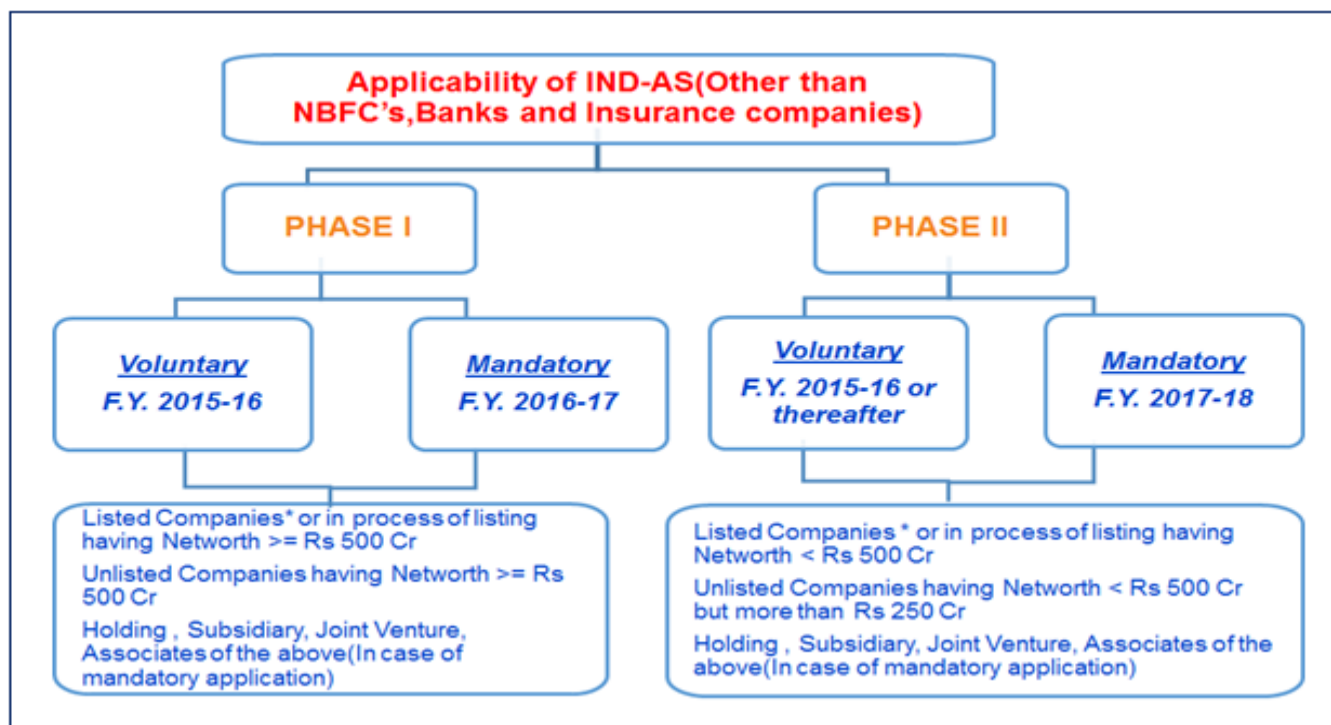 Applicability of IND-AS(Other than
NBFC's,Banks and Insurance companies)
PHASE I
PHASE II
Voluntary
F.Y. 2015-16
Mandatory
F.Y. 2016-17
Voluntary
F.Y. 2015-16 or
thereafter
Mandatory
F.Y. 2017-18
Listed Companies* or in process of listing
having Networth >= Rs 500 Cr
Unlisted Companies having Networth >= Rs
500 Cr
Holding , Subsidiary, Joint Venture,
Associates of the above(In case of
mandatory application)
Listed Companies * or in process of listing having
Networth < Rs 500 Cr
Unlisted Companies having Networth < Rs 500 Cr
but more than Rs 250 Cr
Holding , Subsidiary, Joint Venture, Associates of the
above(In case of mandatory application)